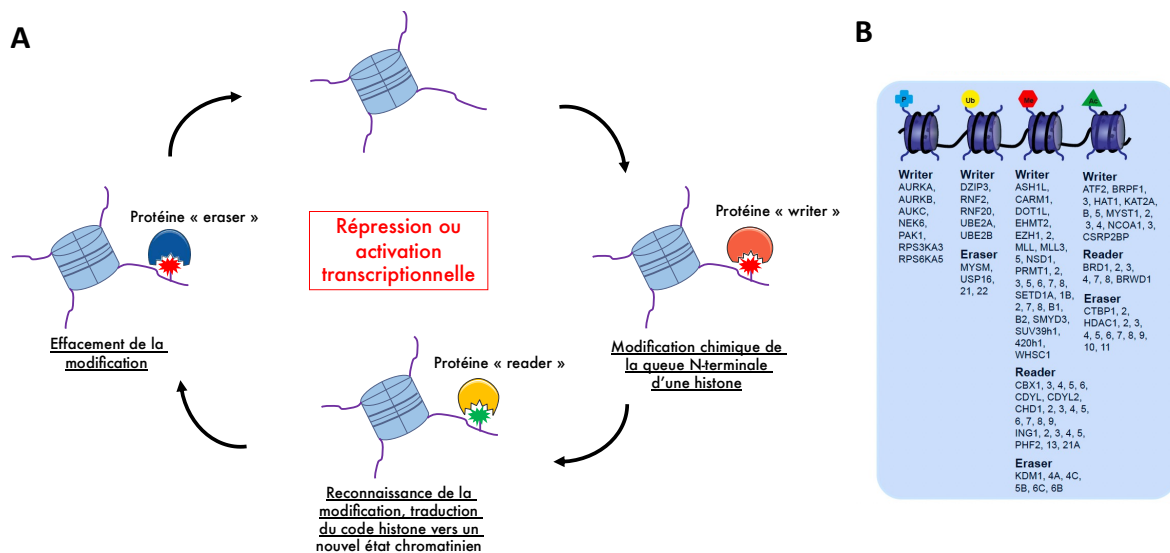 A
Protéine « eraser »
Effacement de la
modification
Répression ou
activation
transcriptionnelle
Protéine « writer »
Modification chimique de
la queue N-terminale
d'une histone
Protéine « reader »
Reconnaissance de la
modification, traduction
du code histone vers un
nouvel état chromatinien
B
P
Writer
AURKA,
AURKB,
AUKC,
NEK6,
PAK1,
RPS3KA3
RPS6KA5
Ub
Writer
DZIP3,
RNF2,
RNF20,
UBE2A,
UBE2B
Eraser
MYSM,
USP16,
21, 22
Me
Writer
ASH1L,
CARM1,
DOT1L,
EHMT2,
EZH1, 2,
MLL, MLL3,
5, NSD1,
PRMT1, 2,
3, 5, 6, 7, 8,
SETD1A, 1B,
2, 7, 8, B1,
B2, SMYD3,
SUV39h1,
420h1,
WHSC1
Reader
CBX1, 3, 4, 5, 6,
CDYL, CDYL2,
CHD1, 2, 3, 4, 5,
6, 7, 8, 9,
ING1, 2, 3, 4, 5,
PHF2, 13, 21A
Eraser
KDM1, 4A, 4C,
5B, 6C, 6B
Ac
Writer
ATF2, BRPF1,
3, HAT1, KAT2A,
B, 5, MYST1, 2,
3, 4, NCOA1, 3,
CSRP2BP
Reader
BRD1, 2, 3,
4, 7, 8, BRWD1
Eraser
CTBP1, 2,
HDAC1, 2, 3,
4, 5, 6, 7, 8, 9,
10, 11